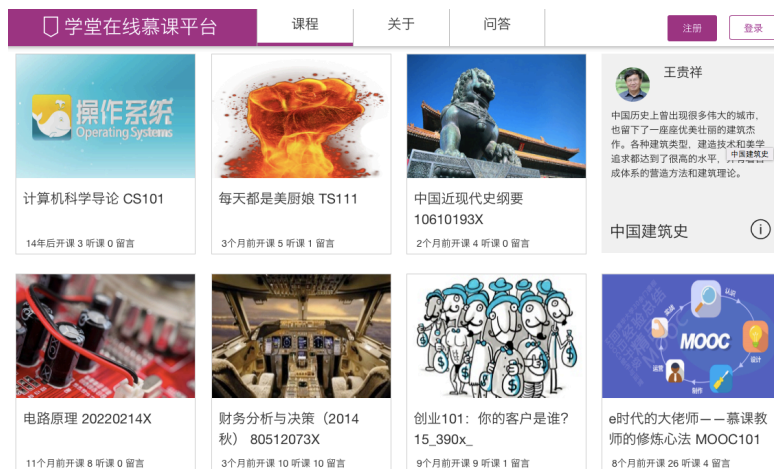 学堂在线慕课平台
课程
关于
问答
注册
登录
操作系统
Operating Systems
计算机科学导论 CS101
14年后开课 3 听课 0 留言
每天都是美厨娘 TS111
3个月前开课 5 听课 1 留言
中国近现代史纲要
10610193X
2个月前开课 4 听课 0 留言
王贵祥
中国历史上曾出现很多伟大的城市，
也留下了一座座优美壮丽的建筑杰
作。各种建筑类型，建造技术和美学
追求都达到了很高的水平，
中国建筑史
成体系的营造方法和建筑理论。
中国建筑史
电路原理 20220214X
11个月前开课 8 听课 0 留言
财务分析与决策（2014
秋） 80512073X
3个月前开课 10 听课 10 留言
创业101：你的客户是谁？
15_390x_
9个月前开课 9 听课 1 留言
MOOC
认识
设计
制作
运营
e时代的大佬师——慕课教
师的修炼心法 MOOC101
8个月前开课 26 听课 4 留言